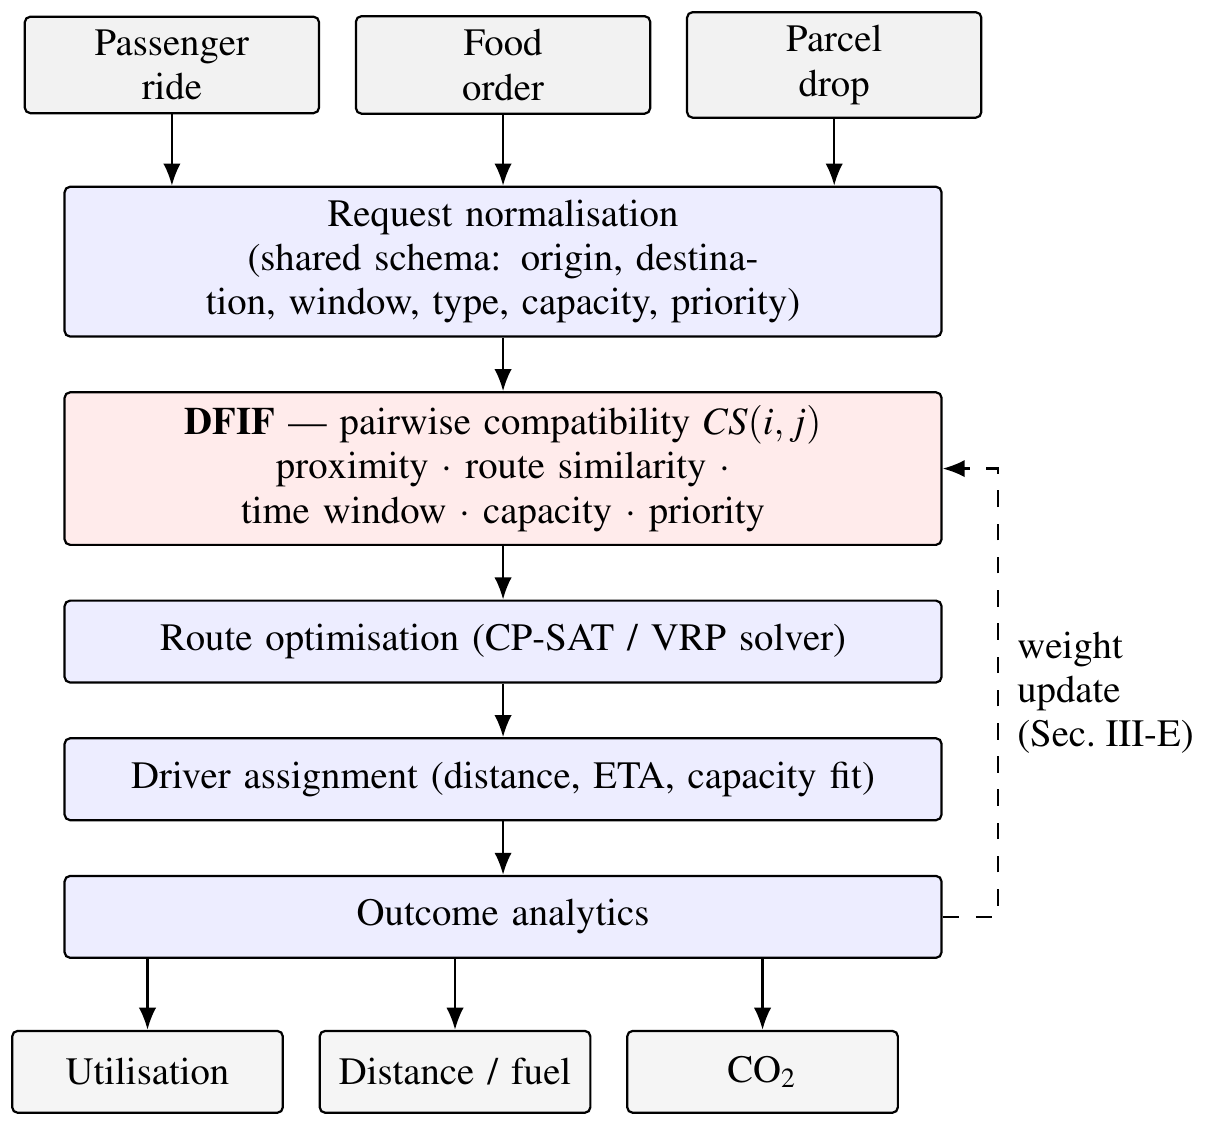 Passenger
ride
Food
order
Parcel
drop
Request normalisation
(shared schema: origin, destina-
tion, window, type, capacity, priority)
DFIF — pairwise compatibility CS(i, j)
proximity · route similarity ·
time window · capacity · priority
Route optimisation (CP-SAT / VRP solver)
weight
update
(Sec. III-E)
Driver assignment (distance, ETA, capacity fit)
Outcome analytics
Utilisation
Distance / fuel
CO₂